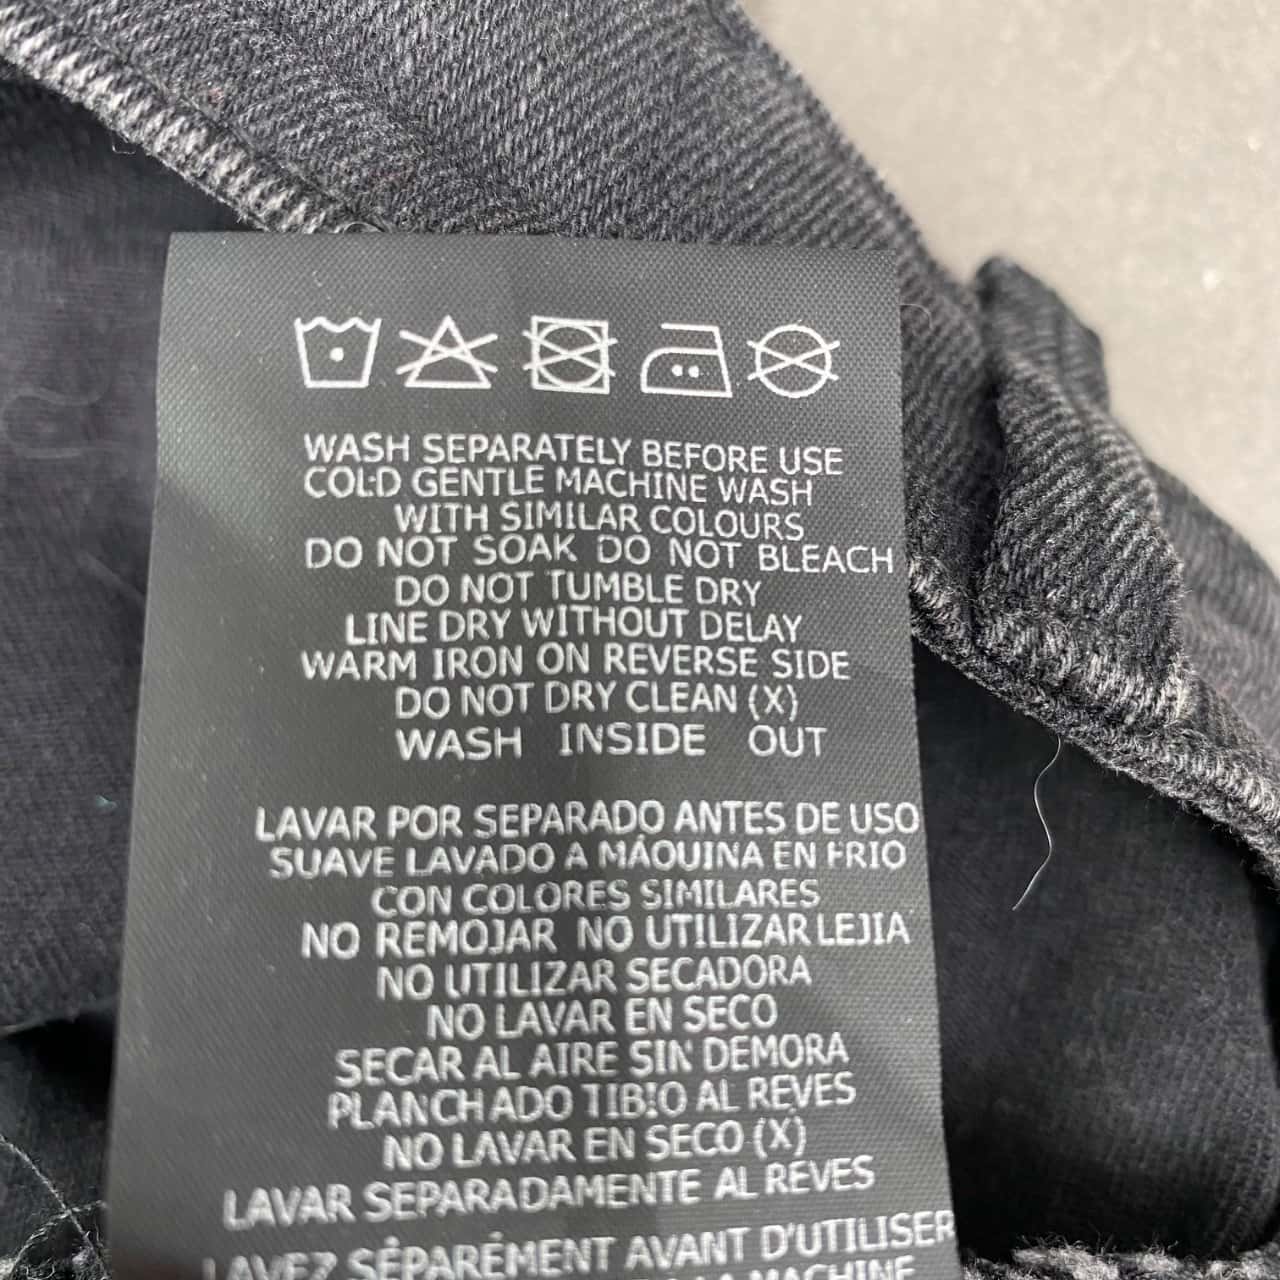 WASH SEPARATELY BEFORE USE
COLD GENTLE MACHINE WASH
WITH SIMILAR COLOURS
DO NOT SOAK DO NOT BLEACH
DO NOT TUMBLE DRY
LINE DRY WITHOUT DELAY
WARM IRON ON REVERSE SIDE
DO NOT DRY CLEAN (X)
WASH INSIDE OUT
LAVAR POR SEPARADO ANTES DE USO
SUAVE LAVADO A MÁQUINA EN FRIO
CON COLORES SIMILARES
NO REMOJAR NO UTILIZAR LEJIA
NO UTILIZAR SECADORA
NO LAVAR EN SECO
SECAR AL AIRE SIN DEMORA
PLANCHADO TIBIO AL REVES
NO LAVAR EN SECO (X)
LAVAR SEPARADAMENTE AL REVES
LAVEZ SÉPARÉMENT AVANT D'UTILISER
LA MACHINE